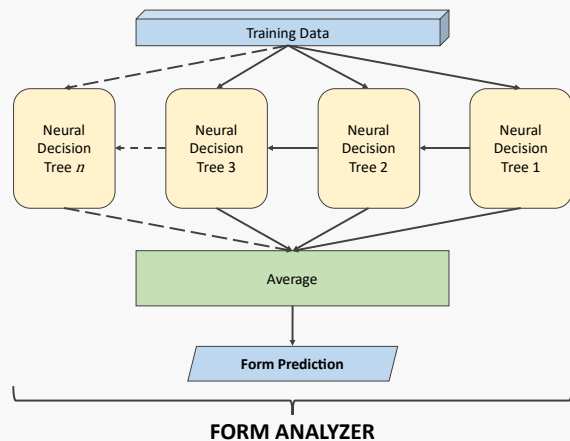 Training Data
Neural
Decision
Tree n
Neural
Decision
Tree 3
Neural
Decision
Tree 2
Neural
Decision
Tree 1
Average
Form Prediction
FORM ANALYZER